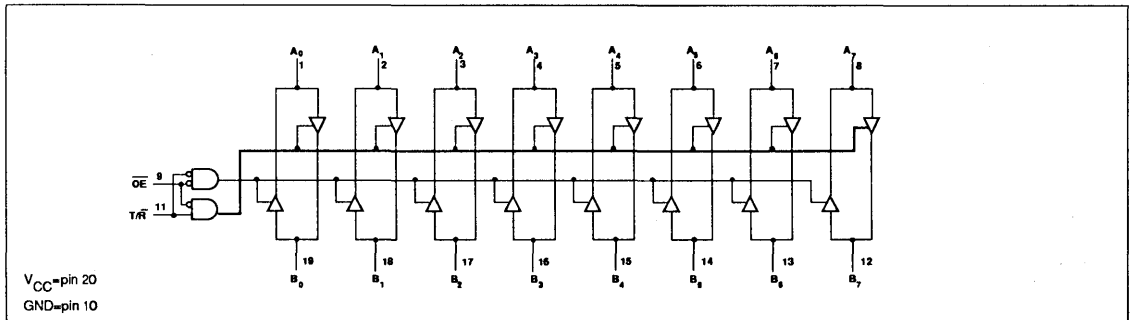 A₀ A₁ A₂ A₃ A₄ A₅ A₆ A₇
1 2 3 4 5 6 7 8
O̅E̅ 9
T/R̅ 11
19 18 17 16 15 14 13 12
B₀ B₁ B₂ B₃ B₄ B₅ B₆ B₇
V_CC=pin 20
GND=pin 10